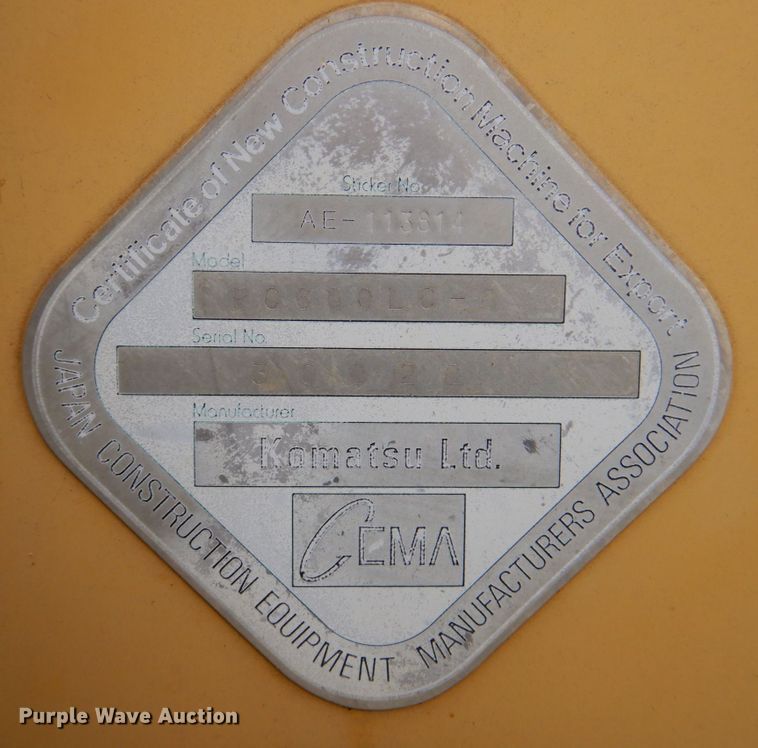 Certificate of New Construction Machine for Export
Sticker No.
AE-113814
Model
Serial No.
Manufacturer
Komatsu Ltd.
CEMA
JAPAN CONSTRUCTION EQUIPMENT MANUFACTURERS ASSOCIATION
Purple Wave Auction